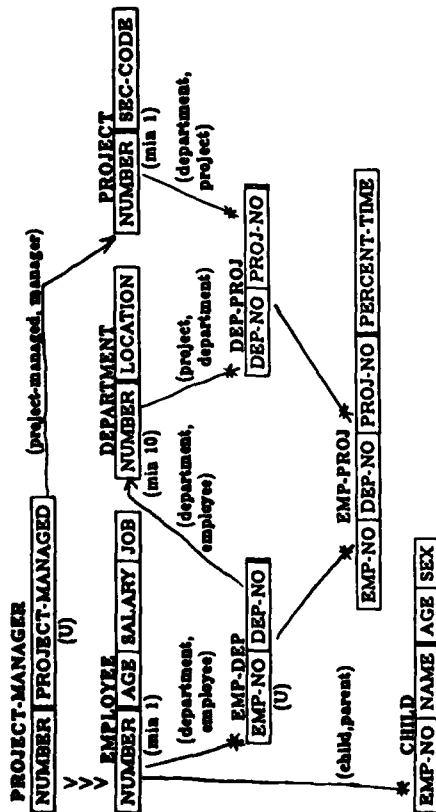 PROJECT-MANAGER
NUMBER PROJECT-MANAGED
(U)
(project-managed, manager)
EMPLOYEE
NUMBER AGE SALARY JOB
(min 1)
DEPARTMENT
NUMBER LOCATION
(min 10)
PROJECT
NUMBER SEC-CODE
(min 1)
(department,
employee)
(department,
employee)
(project,
department)
(department,
project)
EMP-DEP
EMP-NO DEP-NO
(U)
DEP-PROJ
DEP-NO PROJ-NO
(child,parent)
EMP-PROJ
EMP-NO DEP-NO PROJ-NO PERCENT-TIME
CHILD
EMP-NO NAME AGE SEX